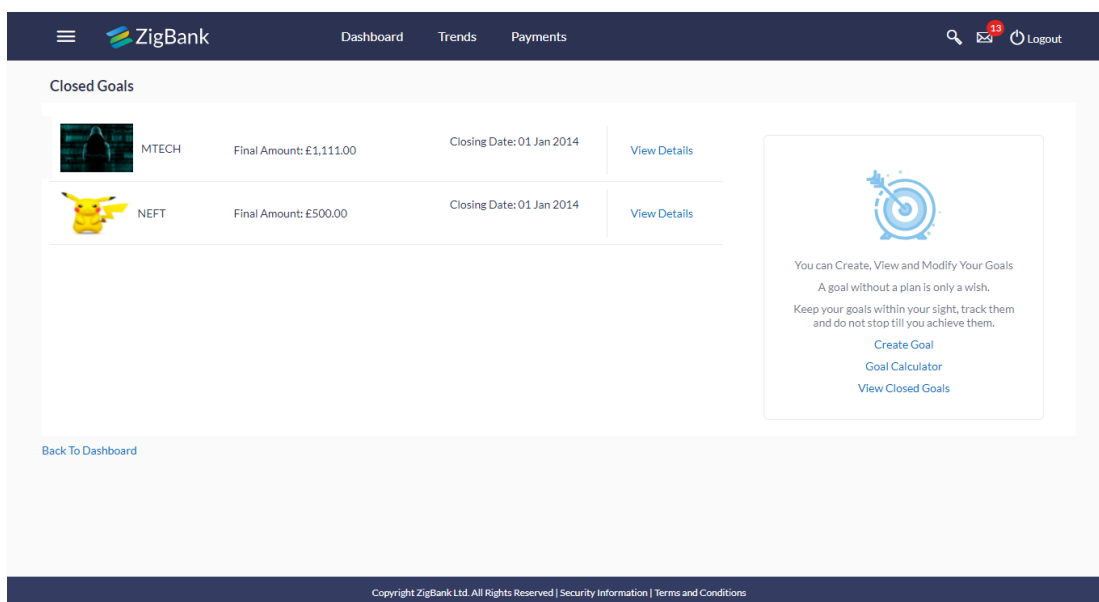 ZigBank
Dashboard
Trends
Payments
13
Logout
Closed Goals
MTECH
Final Amount: £1,111.00
Closing Date: 01 Jan 2014
View Details
NEFT
Final Amount: £500.00
Closing Date: 01 Jan 2014
View Details
You can Create, View and Modify Your Goals
A goal without a plan is only a wish.
Keep your goals within your sight, track them
and do not stop till you achieve them.
Create Goal
Goal Calculator
View Closed Goals
Back To Dashboard
Copyright ZigBank Ltd. All Rights Reserved | Security Information | Terms and Conditions